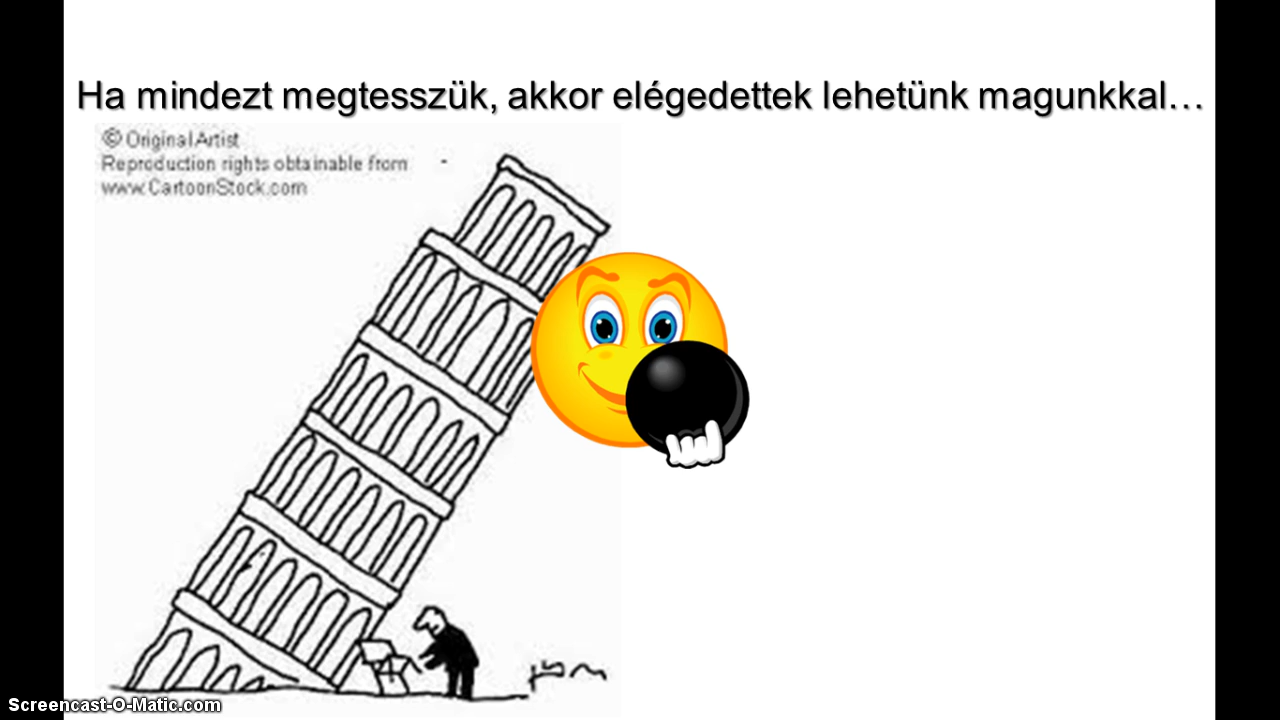 Ha mindezt megtesszük, akkor elégedettek lehetünk magunkkal…
© Original Artist
Reproduction rights obtainable from
www.CartoonStock.com
Screencast-O-Matic.com